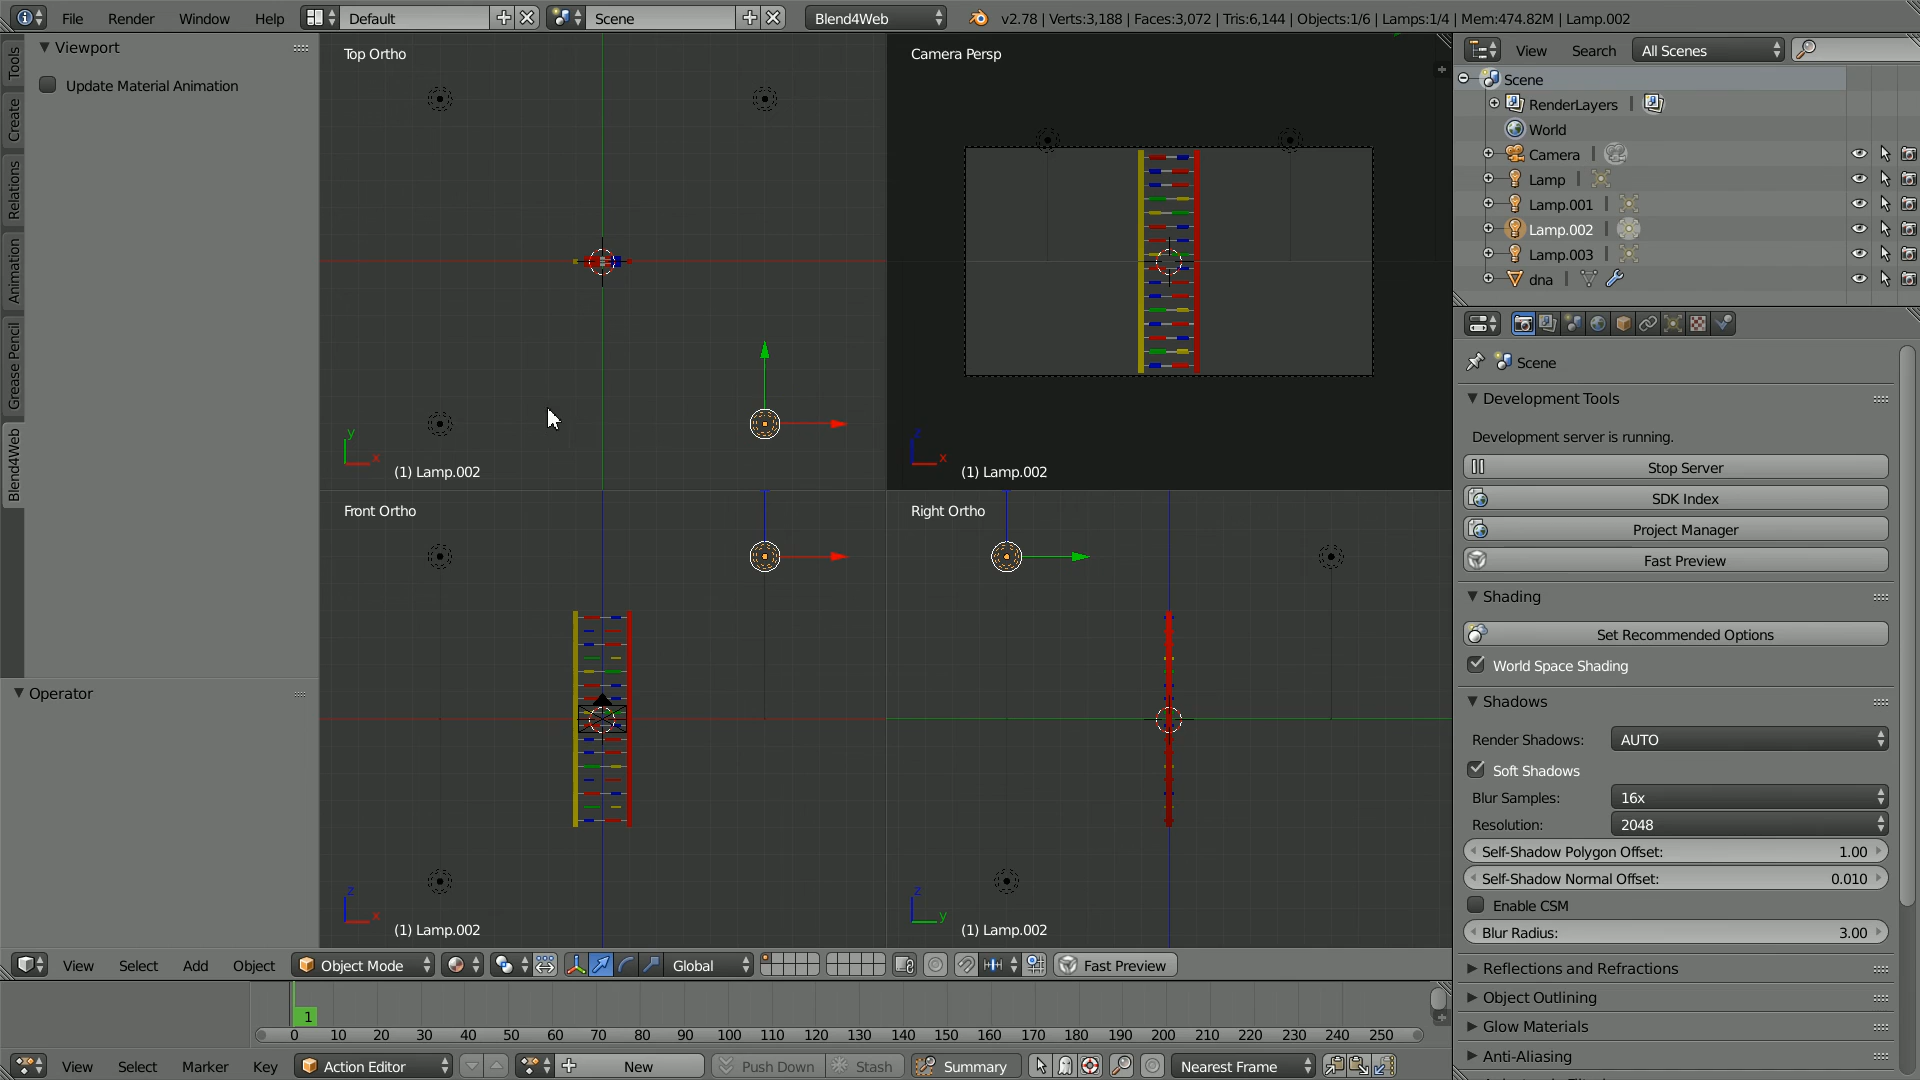 File Render Window Help Default Scene Blend4Web v2.78 | Verts:3,188 | Faces:3,072 | Tris:6,144 | Objects:1/6 | Lamps:1/4 | Mem:474.82M | Lamp.002
Viewport
Update Material Animation
Tools
Create
Relations
Animation
Grease Pencil
Blend4Web
Operator
Top Ortho
y
x
(1) Lamp.002
Camera Persp
z
x
(1) Lamp.002
Front Ortho
z
x
(1) Lamp.002
Right Ortho
z
y
(1) Lamp.002
View Select Add Object Object Mode Global Fast Preview
1
0 10 20 30 40 50 60 70 80 90 100 110 120 130 140 150 160 170 180 190 200 210 220 230 240 250
View Select Marker Key Action Editor New Push Down Stash Summary Nearest Frame
View Search All Scenes
Scene
RenderLayers
World
Camera
Lamp
Lamp.001
Lamp.002
Lamp.003
dna
Scene
Development Tools
Development server is running.
Stop Server
SDK Index
Project Manager
Fast Preview
Shading
Set Recommended Options
World Space Shading
Shadows
Render Shadows: AUTO
Soft Shadows
Blur Samples: 16x
Resolution: 2048
Self-Shadow Polygon Offset: 1.00
Self-Shadow Normal Offset: 0.010
Enable CSM
Blur Radius: 3.00
Reflections and Refractions
Object Outlining
Glow Materials
Anti-Aliasing